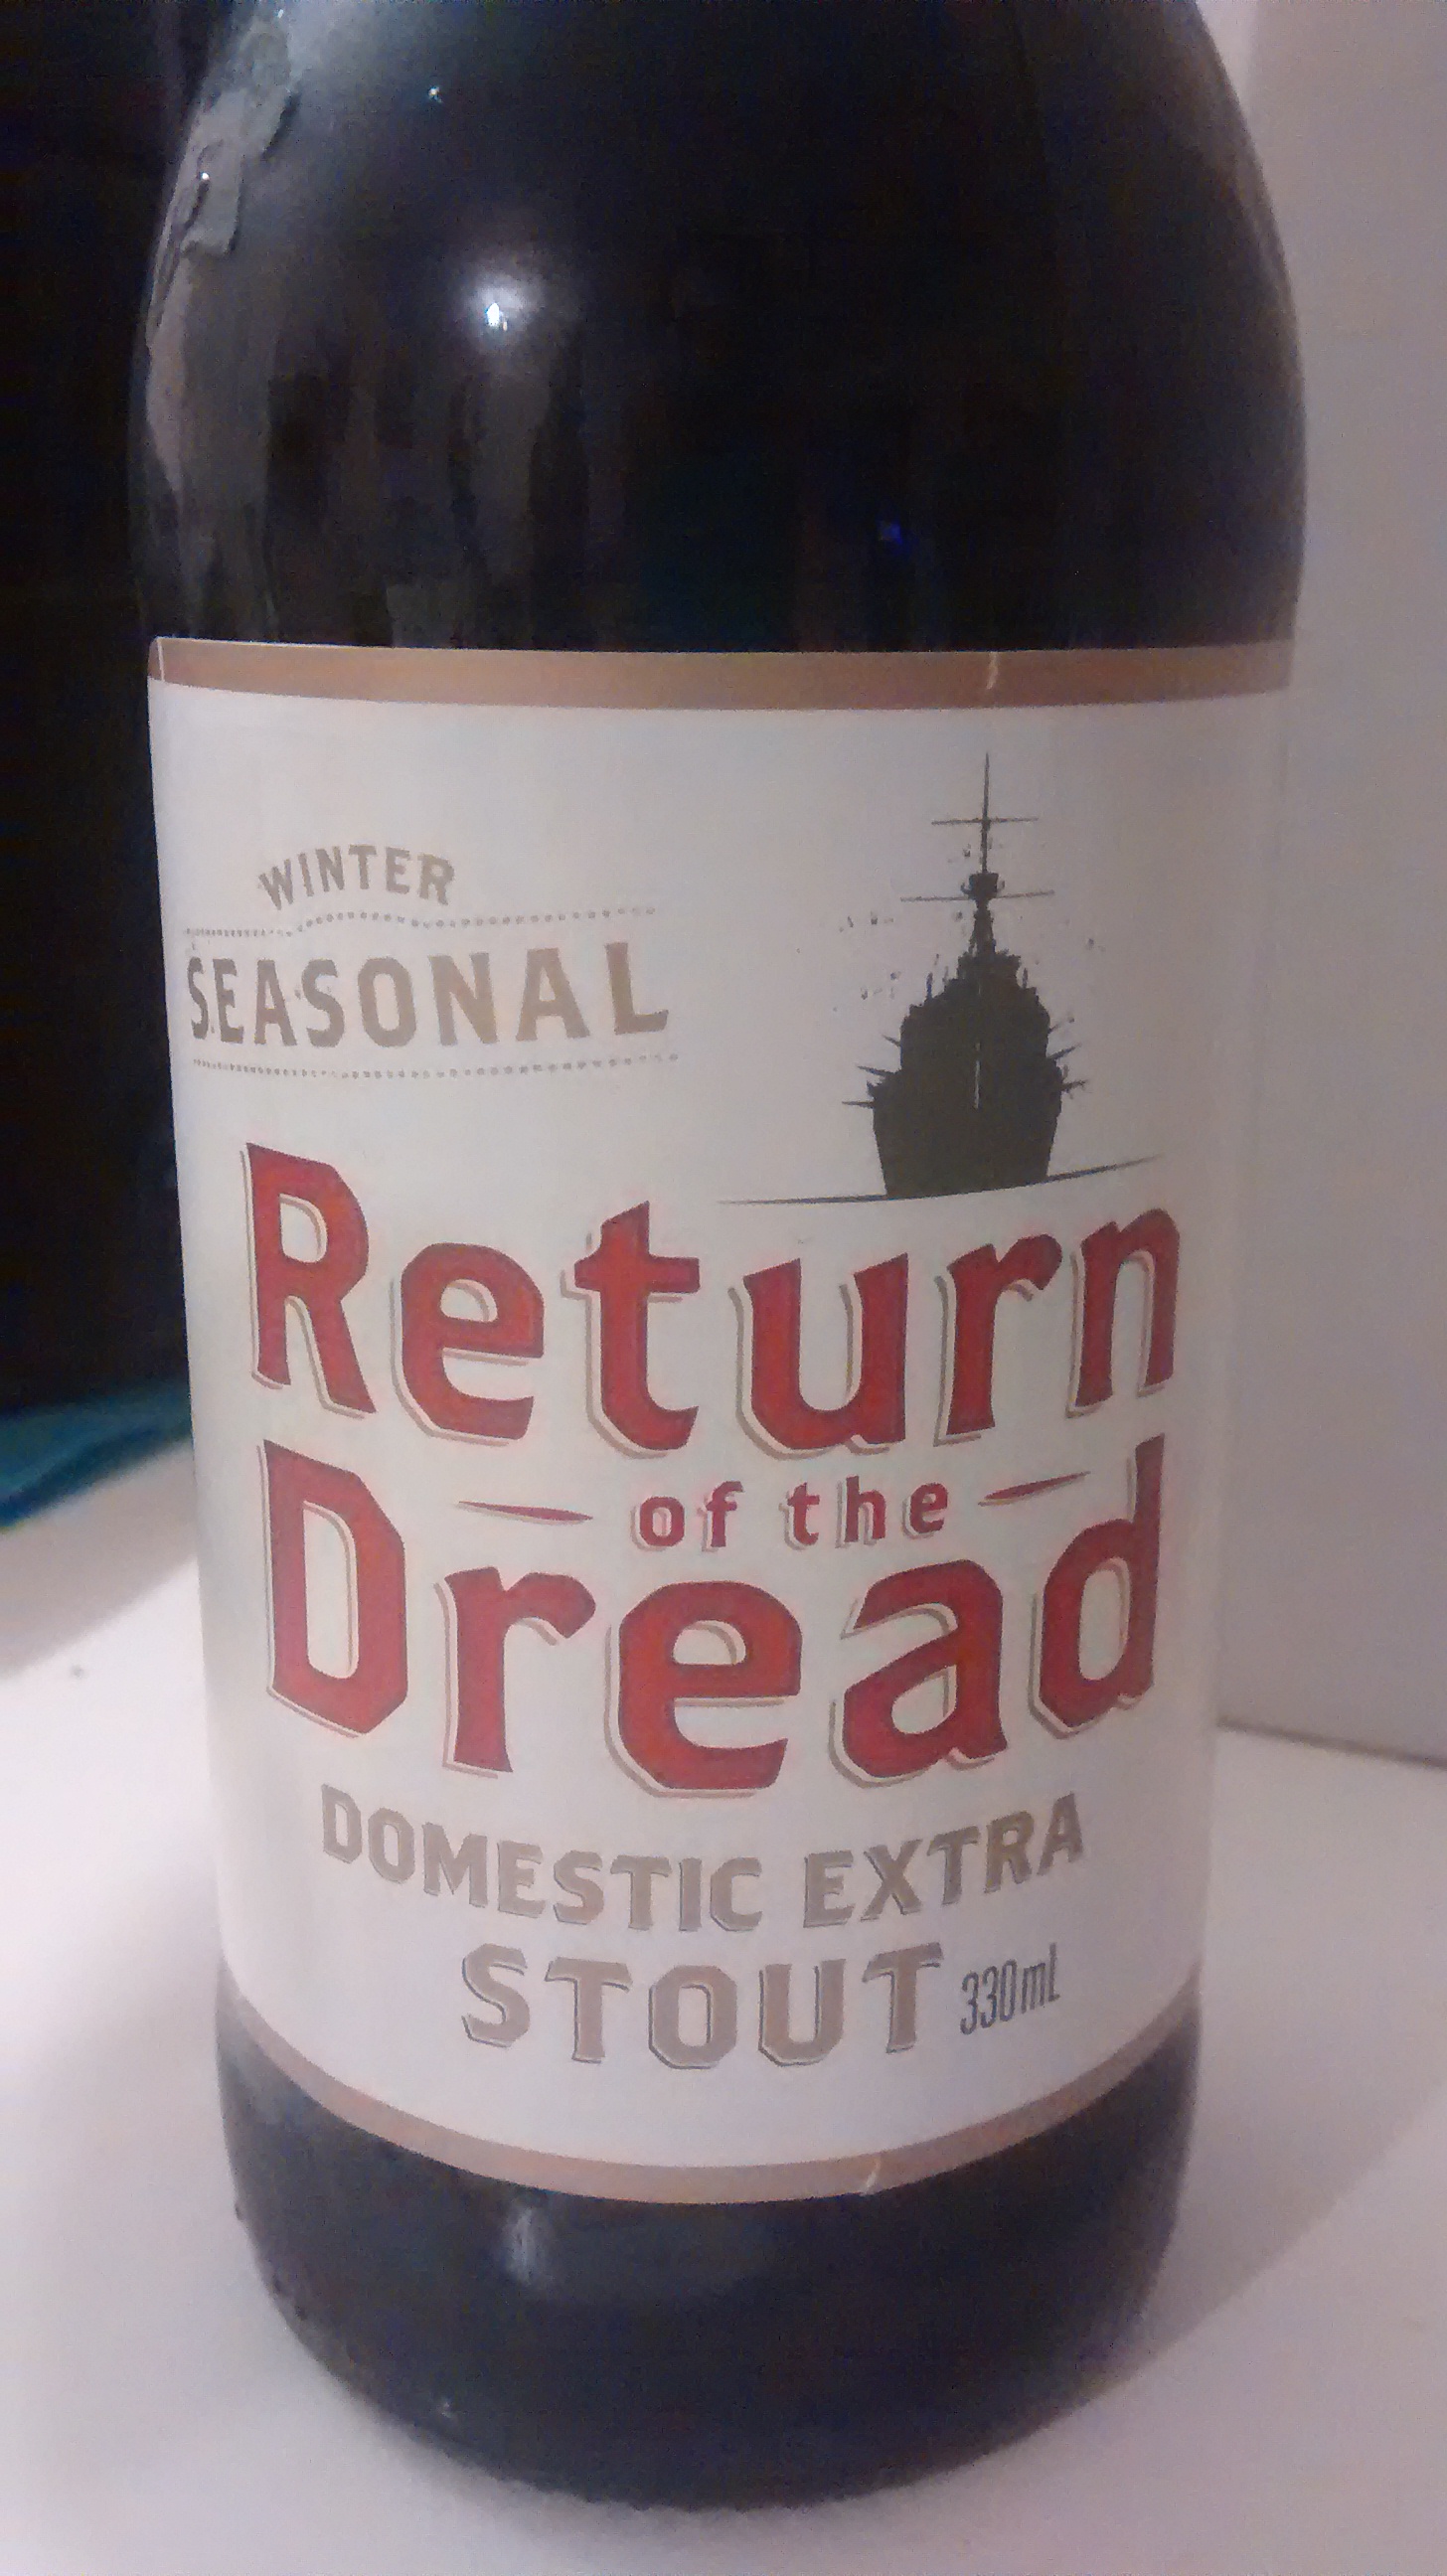 WINTER
SEASONAL
Return
of the
Dread
DOMESTIC EXTRA
STOUT 330mL